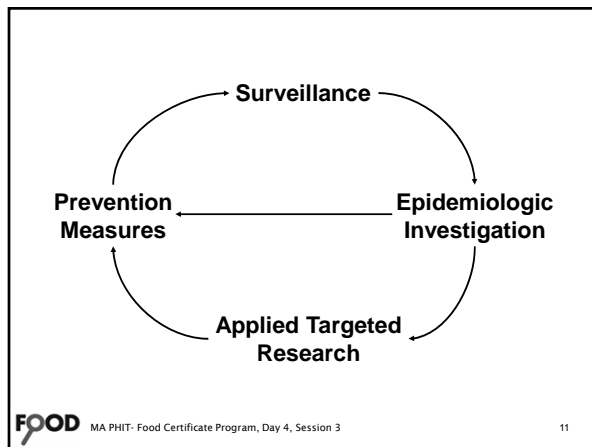 Surveillance
Prevention
Measures
Epidemiologic
Investigation
Applied Targeted
Research
FOOD MA PHIT- Food Certificate Program, Day 4, Session 3 11